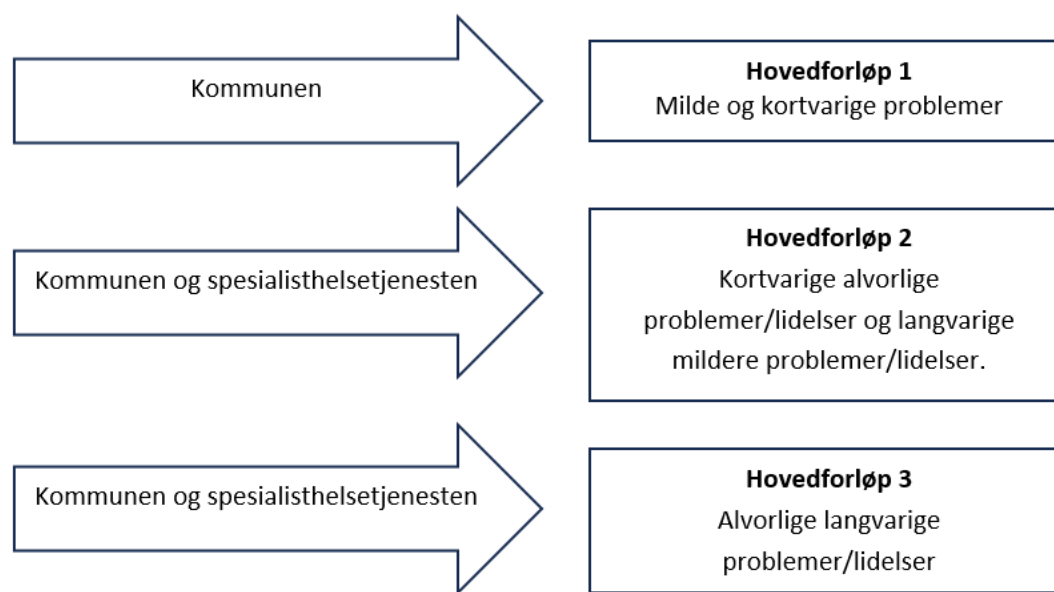 Kommunen
Hovedforløp 1
Milde og kortvarige problemer
Kommunen og spesialisthelsetjenesten
Hovedforløp 2
Kortvarige alvorlige
problemer/lidelser og langvarige
mildere problemer/lidelser.
Kommunen og spesialisthelsetjenesten
Hovedforløp 3
Alvorlige langvarige
problemer/lidelser